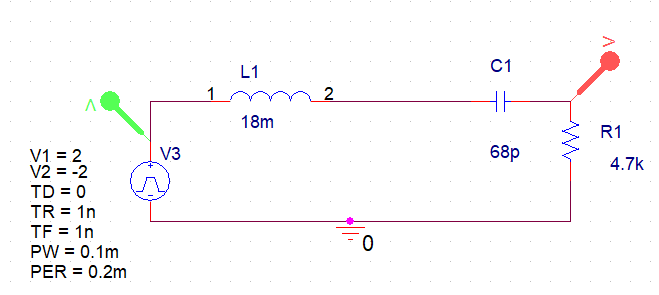 C1
L1
V
1
2
V
18m
R1
V3
68p
4.7k
V1 = 2
V2 = -2
TD = 0
TR = 1n
TF = 1n
PW = 0.1m
PER = 0.2m
0